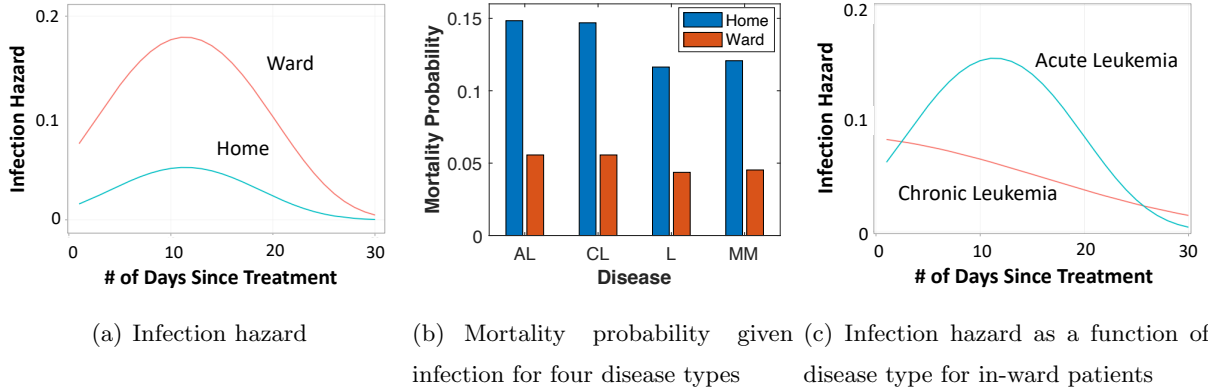 0.2
0.1
0
Infection Hazard
Ward
Home
0 10 20 30
# of Days Since Treatment
(a) Infection hazard
0.15
0.1
0.05
0
Mortality Probability
Home
Ward
AL CL L MM
Disease
(b) Mortality probability given
infection for four disease types
0.2
0.1
0
Infection Hazard
Acute Leukemia
Chronic Leukemia
0 10 20 30
# of Days Since Treatment
(c) Infection hazard as a function of
disease type for in-ward patients